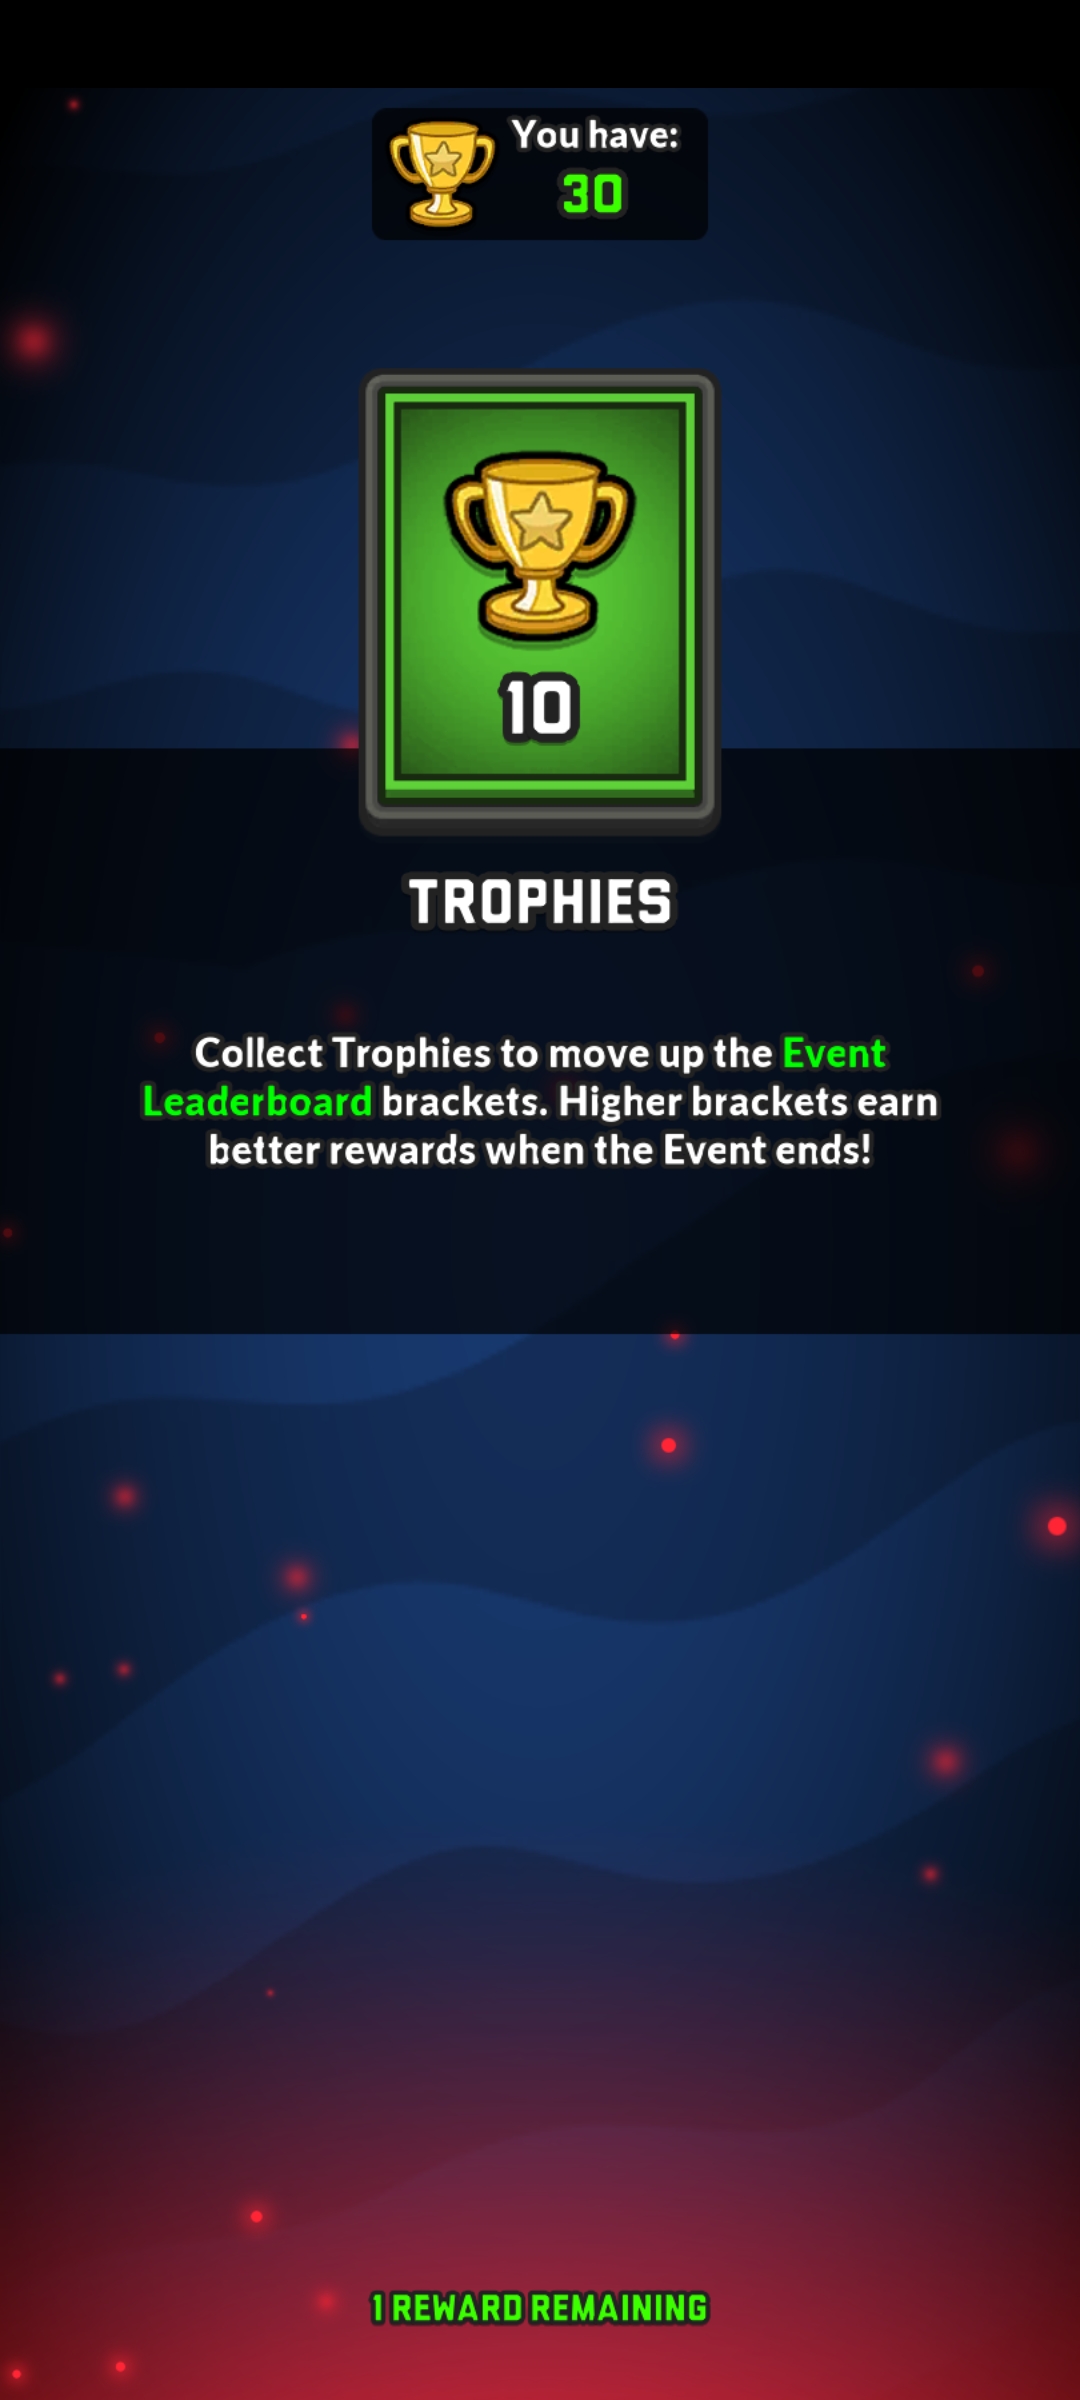 You have:
30
10
TROPHIES
Collect Trophies to move up the Event
Leaderboard brackets. Higher brackets earn
better rewards when the Event ends!
1 REWARD REMAINING